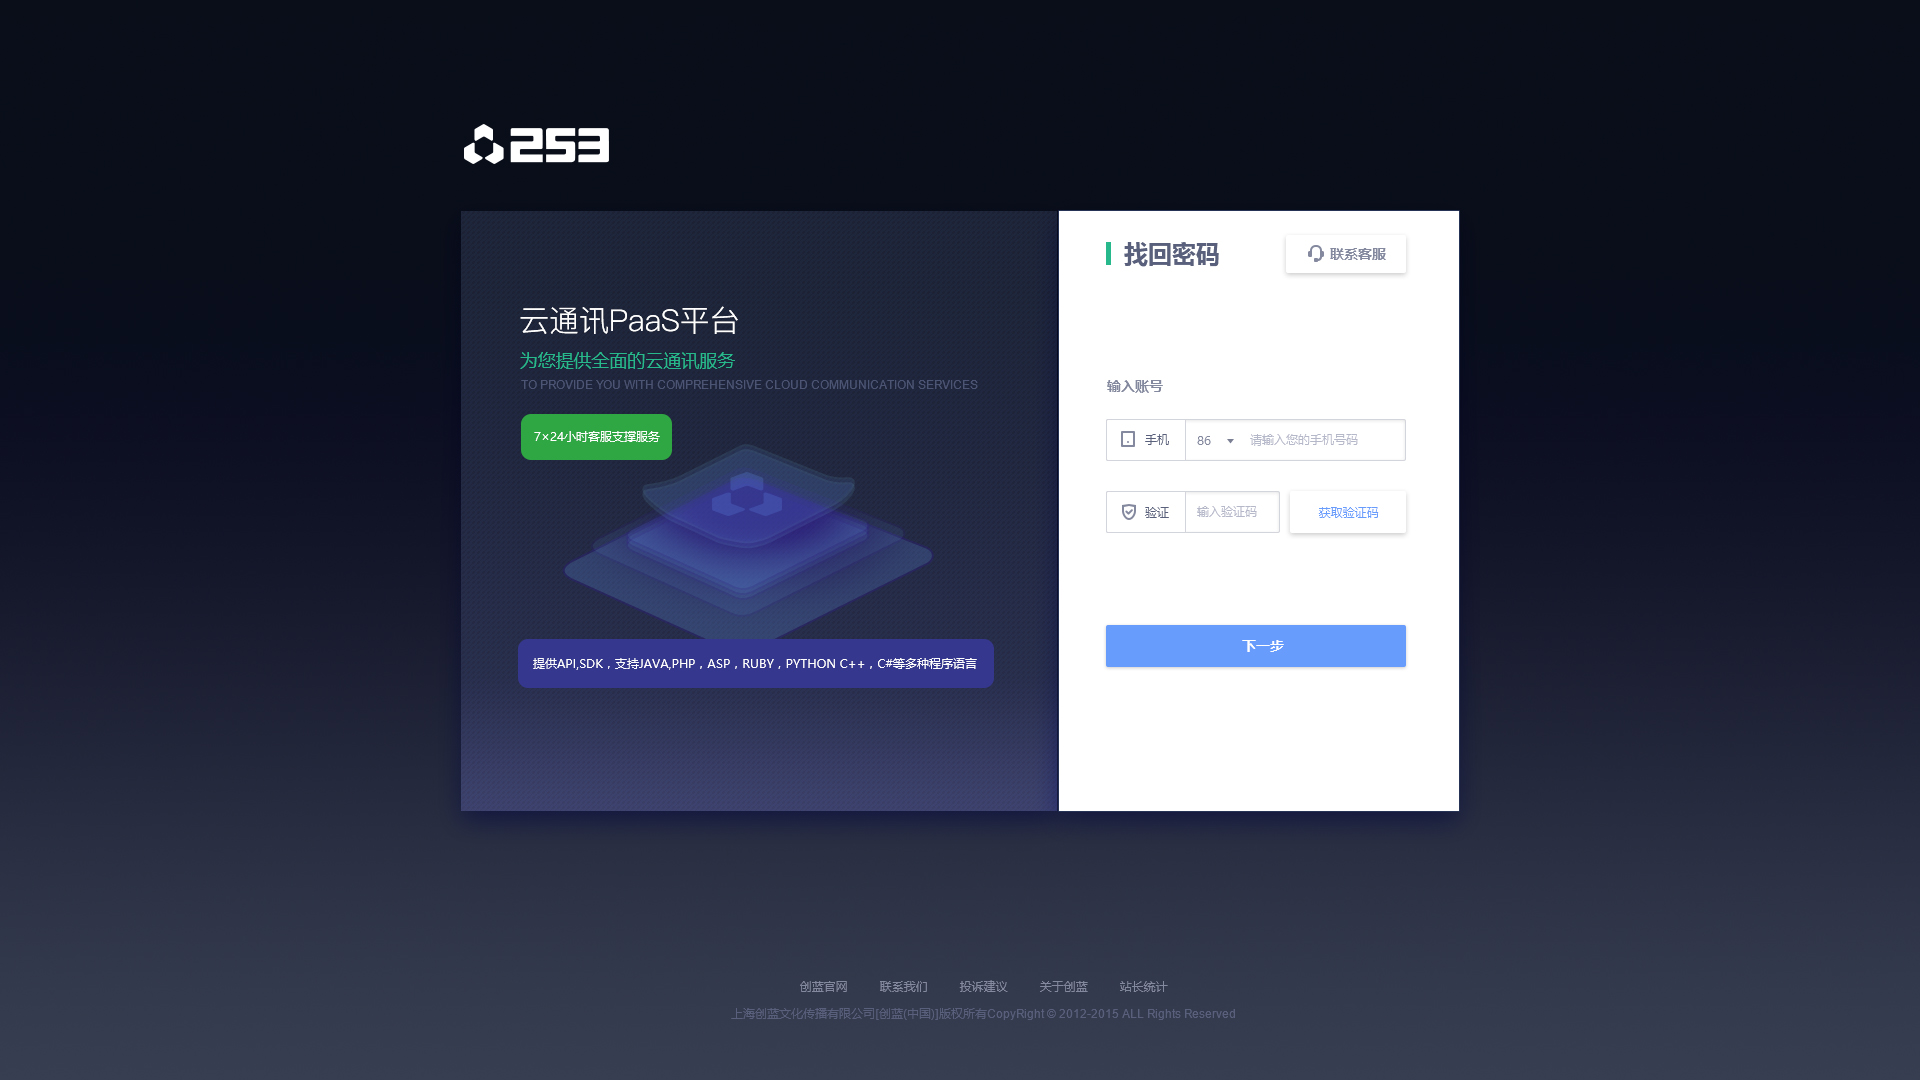 253
云通讯PaaS平台
为您提供全面的云通讯服务
TO PROVIDE YOU WITH COMPREHENSIVE CLOUD COMMUNICATION SERVICES
7×24小时客服支撑服务
提供API,SDK，支持JAVA,PHP，ASP，RUBY，PYTHON C++，C#等多种程序语言
找回密码
联系客服
输入账号
手机 86 请输入您的手机号码
验证 输入验证码 获取验证码
下一步
创蓝官网 联系我们 投诉建议 关于创蓝 站长统计
上海创蓝文化传播有限公司[创蓝(中国)]版权所有CopyRight © 2012-2015 ALL Rights Reserved